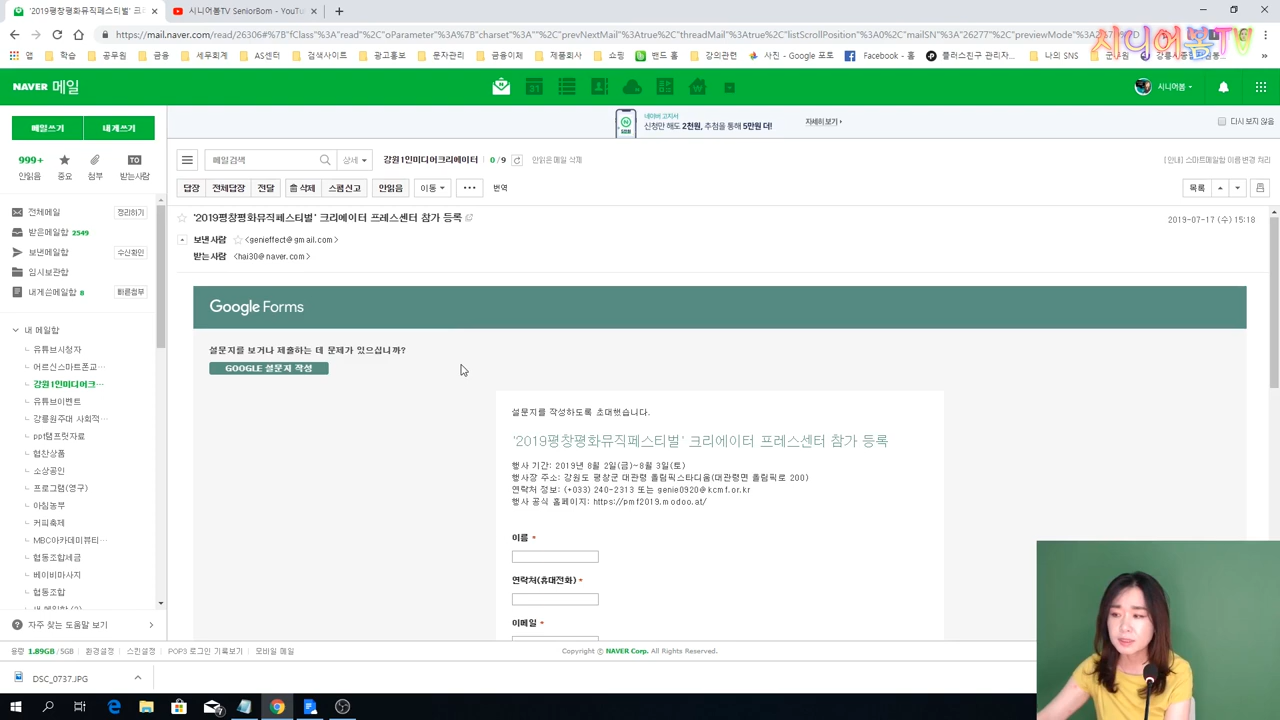 '2019평창평화뮤직페스티벌' 크리에이
시니어봄TV SeniorBom - YouTu
https://mail.naver.com/read/26306#%7B"fClass"%3A"read"%2C"oParameter"%3A
"%2C"prevNextMail"%3Atrue%2C"threadMail"%3Atrue%2C"listScrollPosition"%3A0%2C"mailSN"%3A"26277"%2C"previewMode"%3A
시니어봄TV
앱
학습
공무원
금융
세무회계
AS센터
검색사이트
광고홍보
문자관리
금융이체
제품회사
쇼핑
밴드 홈
강의관련
사진 - Google 포토
Facebook - 홈
플러스친구 관리자...
나의 SNS
NAVER 메일
31
시니어봄
메일쓰기
내게쓰기
네이버 고지서
신청만 해도 2천원, 추첨을 통해 5만원 더!
자세히보기
다시 보지 않음
999+
안읽음
중요
첨부
TO
받는사람
메일검색
상세
강원1인미디어크리에이터
0 / 9
안읽은 메일 삭제
[안내] 스마트메일함 이름 변경 처리
답장
전체답장
전달
삭제
스팸신고
안읽음
이동
...
번역
목록
전체메일
정리하기
받은메일함 2549
보낸메일함
수신확인
임시보관함
내게쓴메일함 8
빠른첨부
내 메일함
유튜브시청자
어르신스마트폰교...
강원1인미디어크...
유튜브이벤트
강릉원주대 사회적...
ppt템프릿자료
협찬상품
소상공인
프로그램(영구)
아침농부
커피축제
MBC아카데미뷰티...
협동조합세금
베이비마사지
협동조합
'2019평창평화뮤직페스티벌' 크리에이터 프레스센터 참가 등록
2019-07-17 (수) 15:18
보낸사람 <genieffect@gmail.com>
받는사람 <hai30@naver.com>
Google Forms
설문지를 보거나 제출하는 데 문제가 있으십니까?
GOOGLE 설문지 작성
설문지를 작성하도록 초대했습니다.
'2019평창평화뮤직페스티벌' 크리에이터 프레스센터 참가 등록
행사 기간: 2019년 8월 2일(금)~8월 3일(토)
행사장 주소: 강원도 평창군 대관령 올림픽스타디움(대관령면 올림픽로 200)
연락처 정보: (+033) 240-2313 또는 genie0920@kcmf.or.kr
행사 공식 홈페이지: https://pmf2019.modoo.at/
이름 *
연락처(휴대전화) *
이메일 *
자주 찾는 도움말 보기
용량 1.89GB/5GB
환경설정
스킨설정
POP3 로그인 기록보기
모바일 메일
Copyright © NAVER Corp. All Rights Reserved.
DSC_0737.JPG